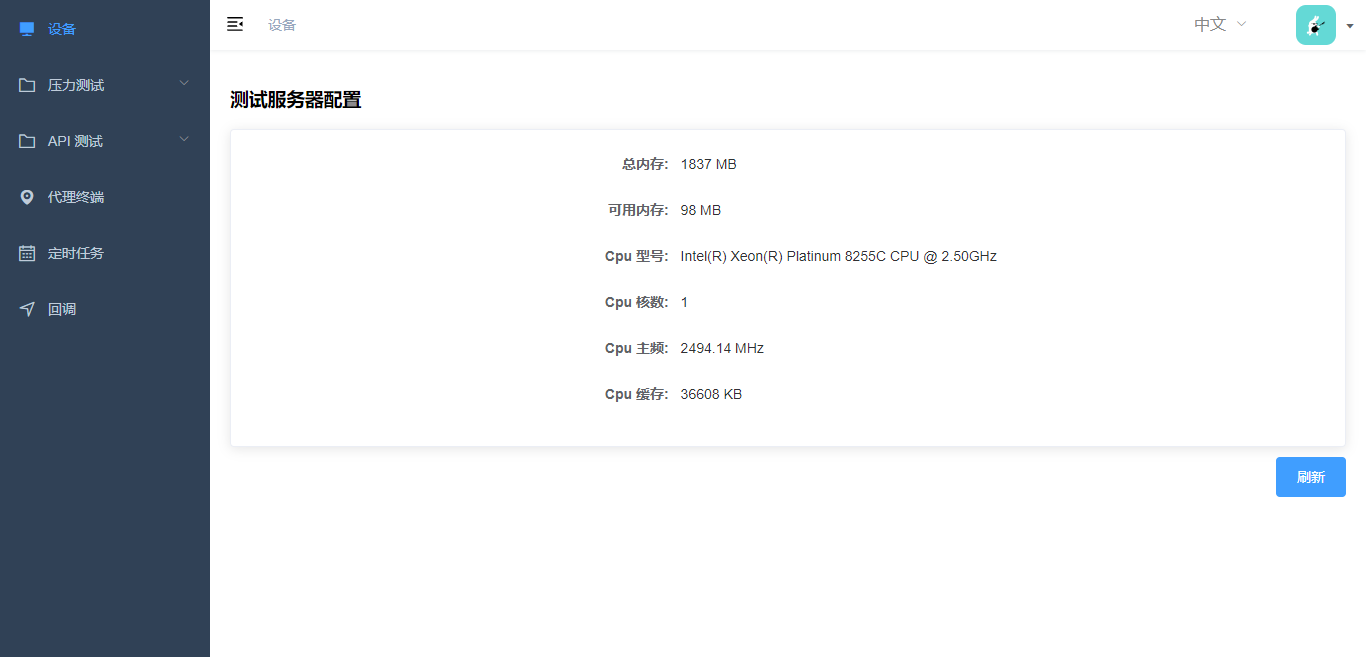 设备
压力测试
API 测试
代理终端
定时任务
回调
设备
中文
测试服务器配置
总内存: 1837 MB
可用内存: 98 MB
Cpu 型号: Intel(R) Xeon(R) Platinum 8255C CPU @ 2.50GHz
Cpu 核数: 1
Cpu 主频: 2494.14 MHz
Cpu 缓存: 36608 KB
刷新